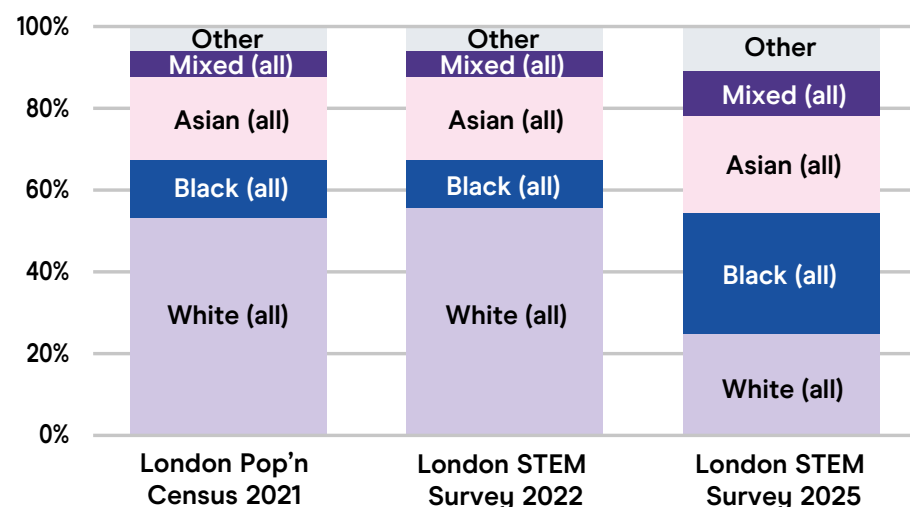 100%
80%
60%
40%
20%
0%
Other
Mixed (all)
Asian (all)
Black (all)
White (all)
London Pop’n
Census 2021
Other
Mixed (all)
Asian (all)
Black (all)
White (all)
London STEM
Survey 2022
Other
Mixed (all)
Asian (all)
Black (all)
White (all)
London STEM
Survey 2025